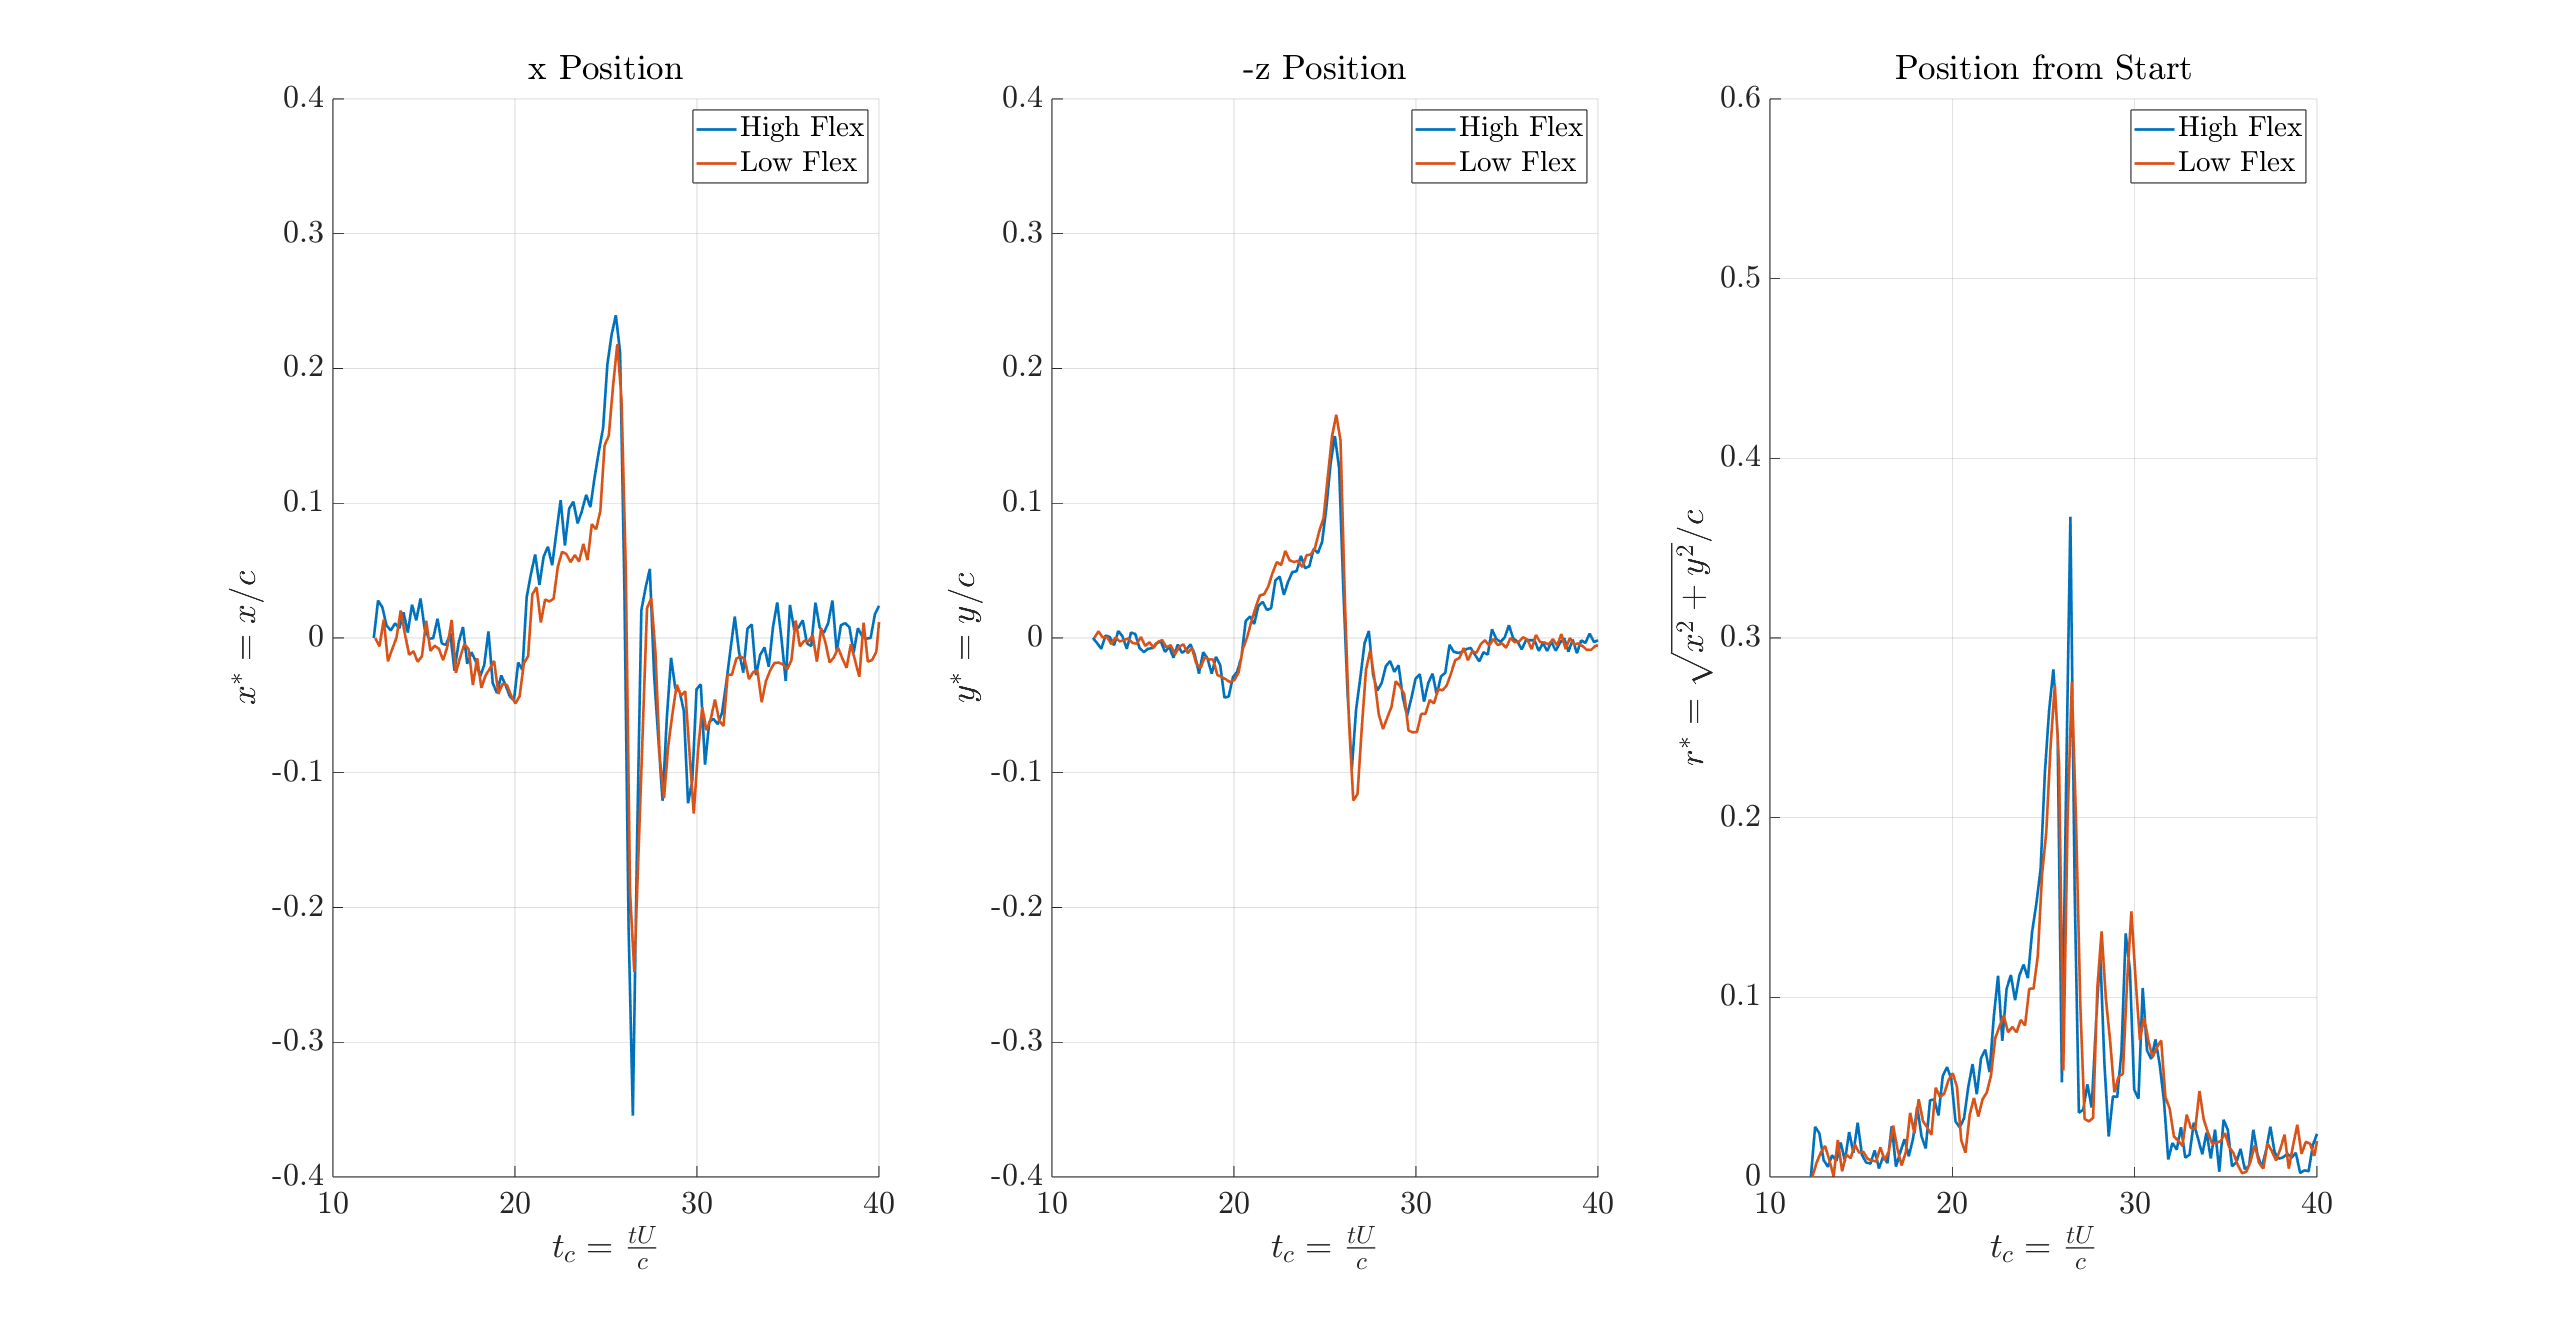 x Position
0.4
0.3
0.2
0.1
0
-0.1
-0.2
-0.3
-0.4
10 20 30 40
x* = x/c
t_c = tU/c
High Flex
Low Flex
-z Position
0.4
0.3
0.2
0.1
0
-0.1
-0.2
-0.3
-0.4
10 20 30 40
y* = y/c
t_c = tU/c
High Flex
Low Flex
Position from Start
0.6
0.5
0.4
0.3
0.2
0.1
0
10 20 30 40
r* = √x² + y²/c
t_c = tU/c
High Flex
Low Flex